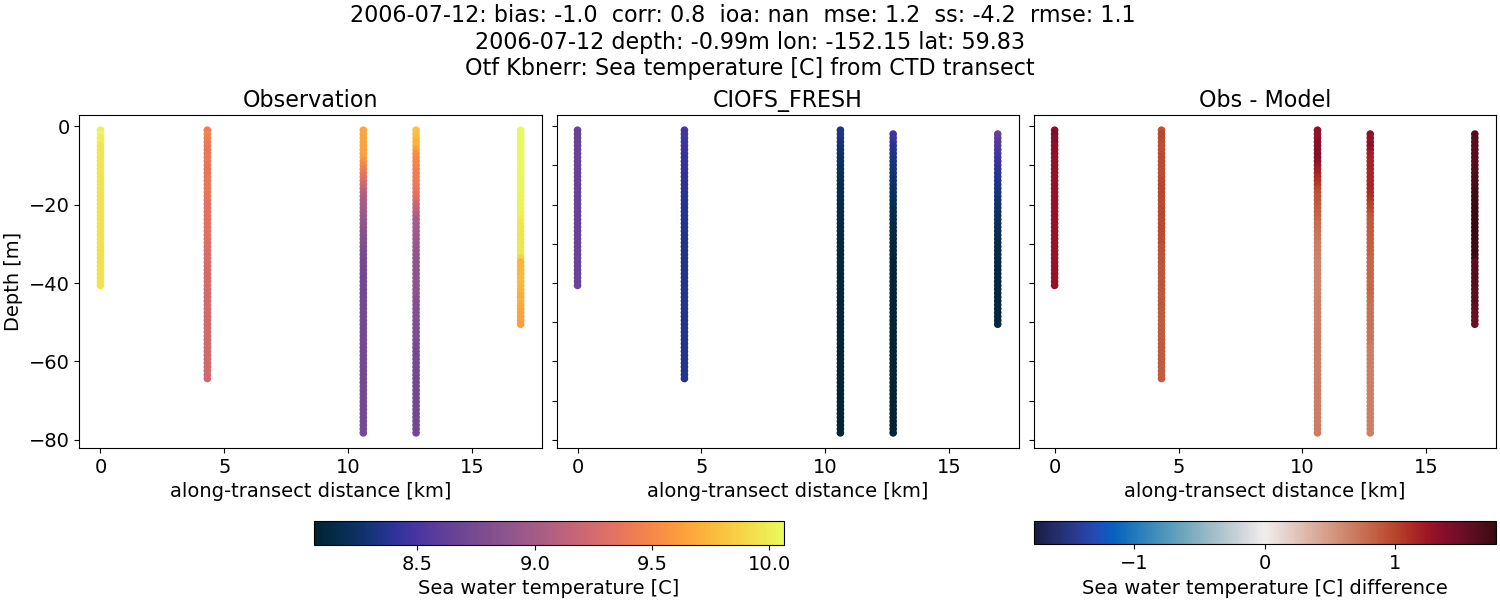 2006-07-12: bias: -1.0  corr: 0.8  ioa: nan  mse: 1.2  ss: -4.2  rmse: 1.1
2006-07-12 depth: -0.99m lon: -152.15 lat: 59.83
Otf Kbnerr: Sea temperature [C] from CTD transect
Observation
CIOFS_FRESH
Obs - Model
Depth [m]
0
−20
−40
−60
−80
0 5 10 15
0 5 10 15
0 5 10 15
along-transect distance [km]
along-transect distance [km]
along-transect distance [km]
8.5 9.0 9.5 10.0
Sea water temperature [C]
−1 0 1
Sea water temperature [C] difference